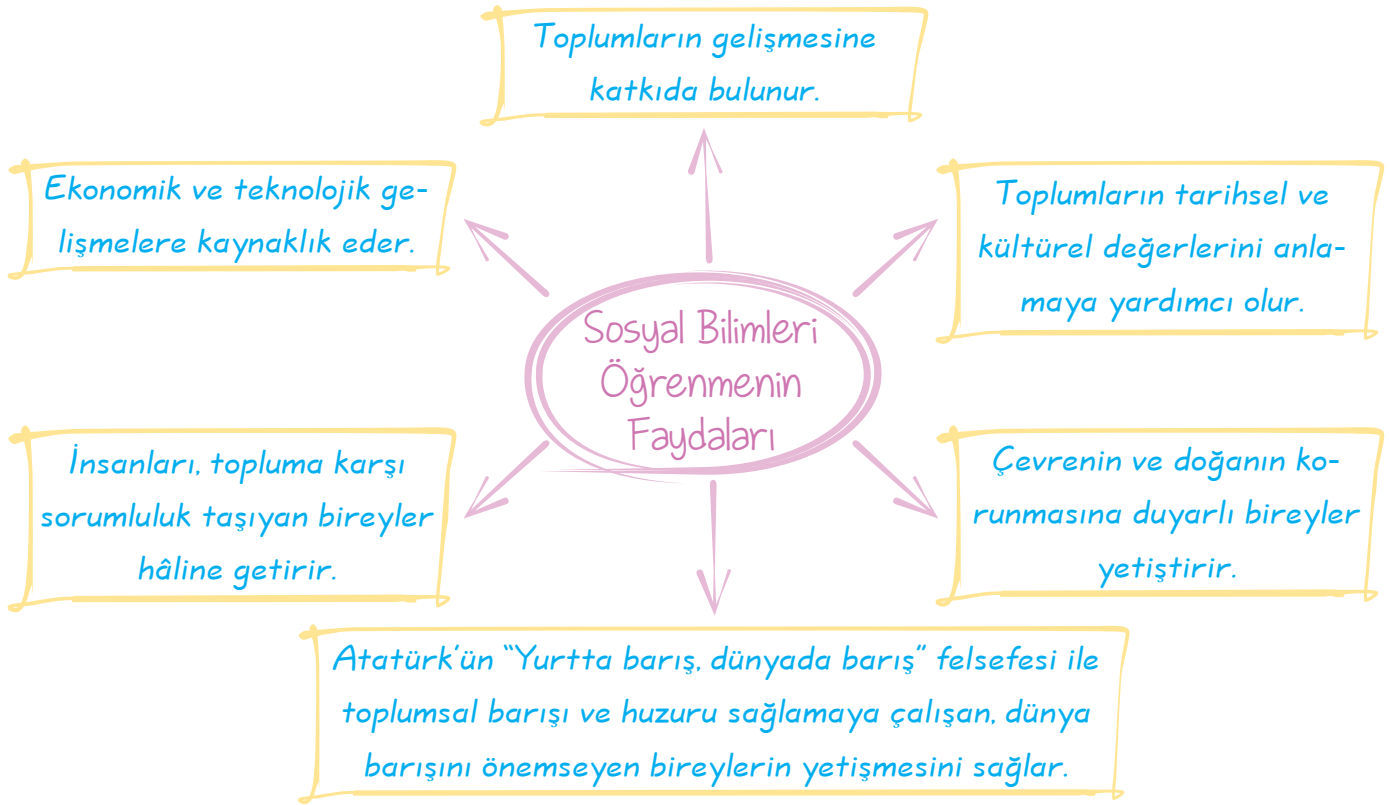 Toplumların gelişmesine
katkıda bulunur.
Ekonomik ve teknolojik ge-
lişmelere kaynaklık eder.
Toplumların tarihsel ve
kültürel değerlerini anla-
maya yardımcı olur.
Sosyal Bilimleri
Öğrenmenin
Faydaları
İnsanları, topluma karşı
sorumluluk taşıyan bireyler
hâline getirir.
Çevrenin ve doğanın ko-
runmasına duyarlı bireyler
yetiştirir.
Atatürk’ün “Yurtta barış, dünyada barış” felsefesi ile
toplumsal barışı ve huzuru sağlamaya çalışan, dünya
barışını önemseyen bireylerin yetişmesini sağlar.